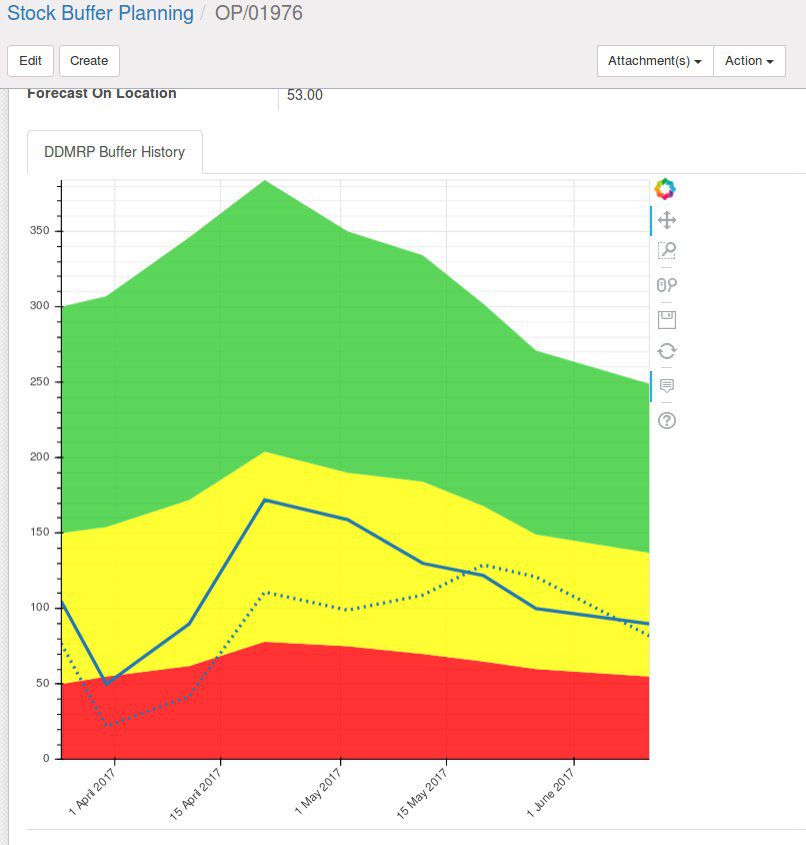 Stock Buffer Planning / OP/01976
Edit Create Attachment(s) Action
Forecast On Location 53.00
DDMRP Buffer History
350
300
250
200
150
100
50
0
1 April 2017 15 April 2017 1 May 2017 15 May 2017 1 June 2017